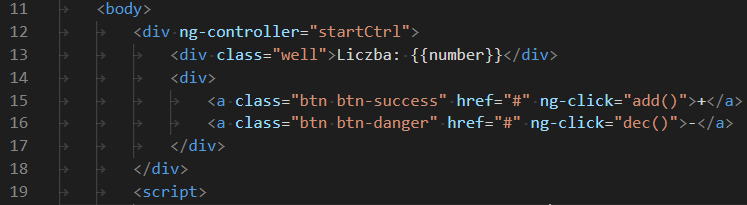 11 <body>
12 <div ng-controller="startCtrl">
13 <div class="well">Liczba: {{number}}</div>
14 <div>
15 <a class="btn btn-success" href="#" ng-click="add()">+</a>
16 <a class="btn btn-danger" href="#" ng-click="dec()">-</a>
17 </div>
18 </div>
19 <script>